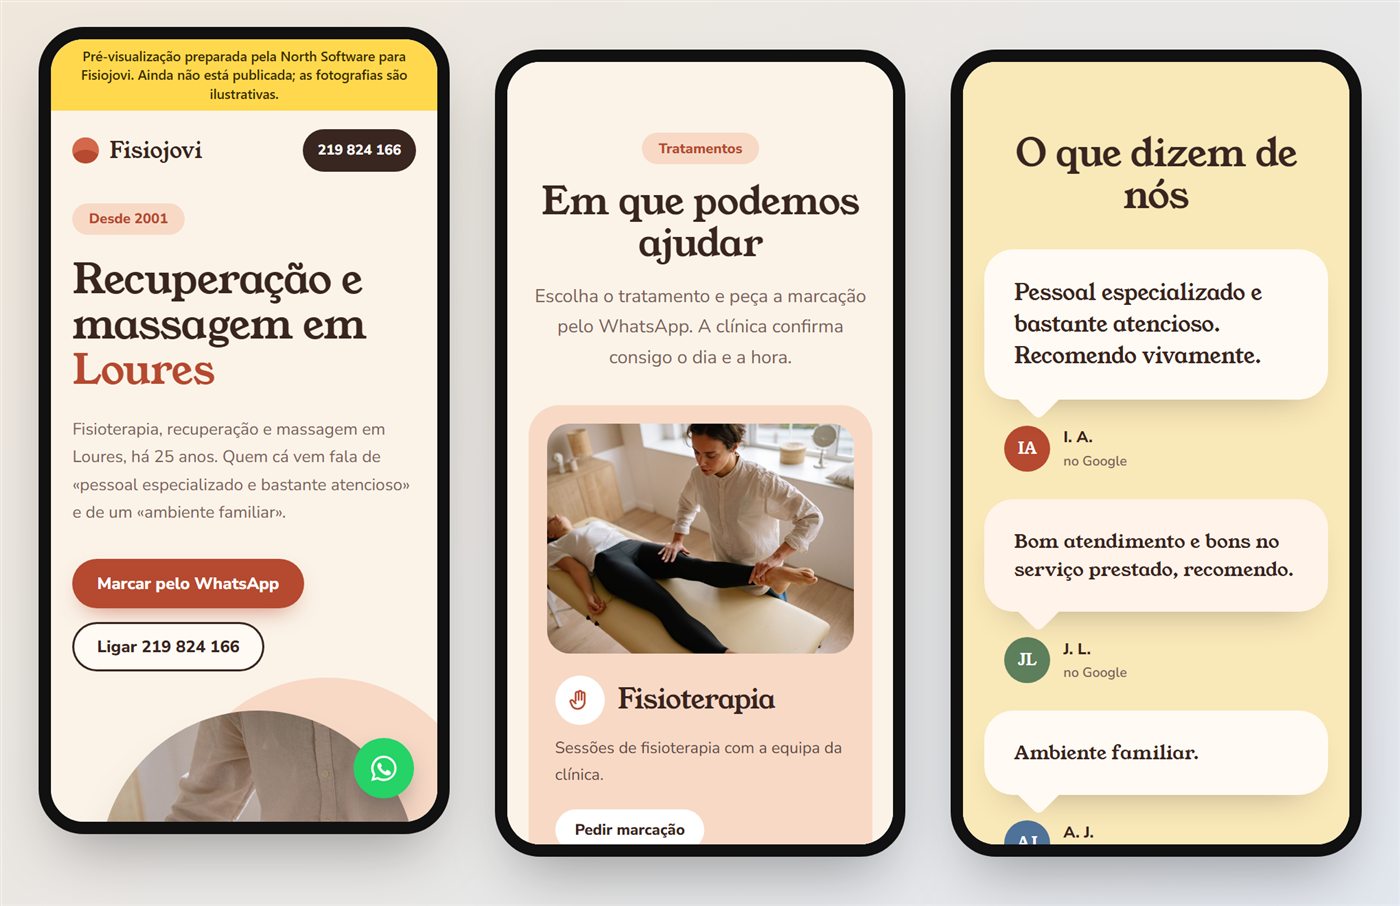 Pré-visualização preparada pela North Software para
Fisiojovi. Ainda não está publicada; as fotografias são
ilustrativas.
Fisiojovi
219 824 166
Desde 2001
Recuperação e
massagem em
Loures
Fisioterapia, recuperação e massagem em
Loures, há 25 anos. Quem cá vem fala de
«pessoal especializado e bastante atencioso»
e de um «ambiente familiar».
Marcar pelo WhatsApp
Ligar 219 824 166
Tratamentos
Em que podemos
ajudar
Escolha o tratamento e peça a marcação
pelo WhatsApp. A clínica confirma
consigo o dia e a hora.
Fisioterapia
Sessões de fisioterapia com a equipa da
clínica.
Pedir marcação
O que dizem de
nós
Pessoal especializado e
bastante atencioso.
Recomendo vivamente.
IA
I. A.
no Google
Bom atendimento e bons no
serviço prestado, recomendo.
JL
J. L.
no Google
Ambiente familiar.
AJ
A. J.